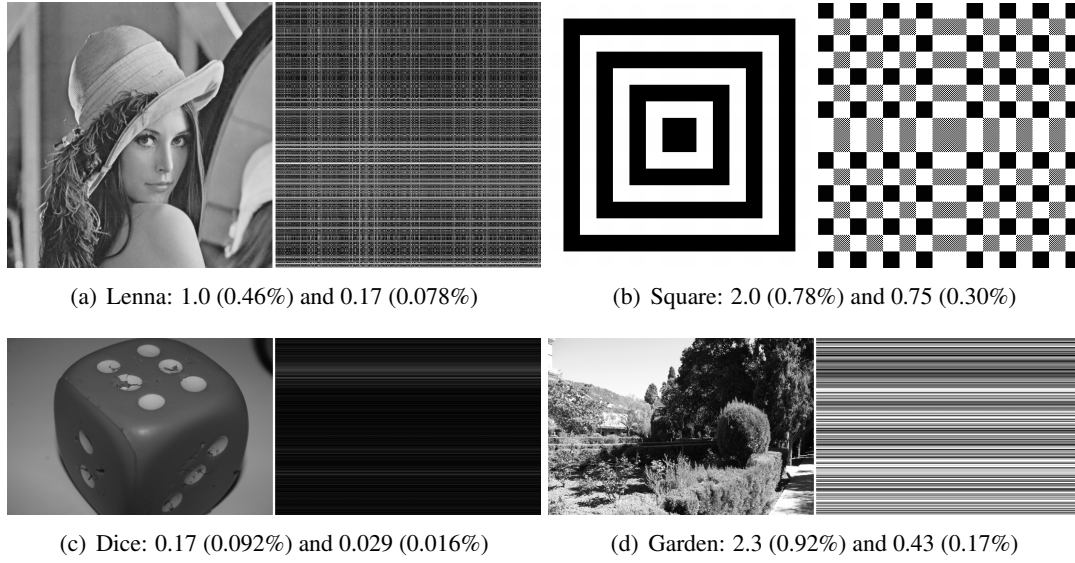 (a) Lenna: 1.0 (0.46%) and 0.17 (0.078%)
(b) Square: 2.0 (0.78%) and 0.75 (0.30%)
(c) Dice: 0.17 (0.092%) and 0.029 (0.016%)
(d) Garden: 2.3 (0.92%) and 0.43 (0.17%)